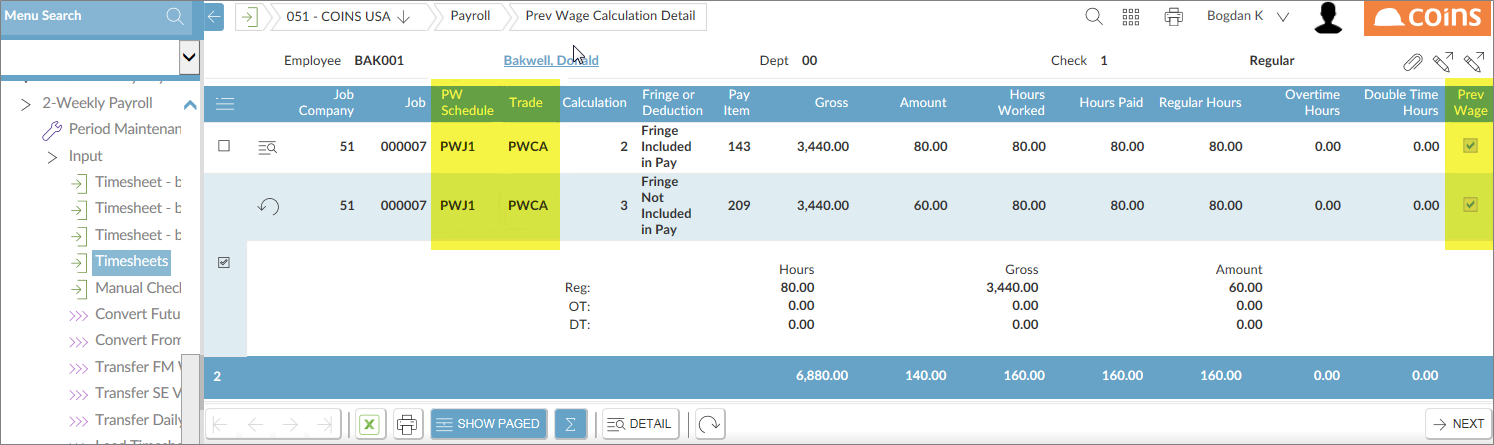 Menu Search
051 - COINS USA
Payroll
Prev Wage Calculation Detail
Bogdan K
coins
Employee BAK001 Bakwell, Donald Dept 00 Check 1 Regular
2-Weekly Payroll
Period Maintenan
Input
Timesheet - b
Timesheet - b
Timesheet - b
Timesheets
Manual Check
Convert Futu
Convert From
Transfer FM
Transfer SE V
Transfer Daily
Load Timesh
Job Company Job PW Schedule Trade Calculation Fringe or Deduction Pay Item Gross Amount Hours Worked Hours Paid Regular Hours Overtime Hours Double Time Hours Prev Wage
51 000007 PWJ1 PWCA 2 Fringe Included in Pay 143 3,440.00 80.00 80.00 80.00 80.00 0.00 0.00
51 000007 PWJ1 PWCA 3 Fringe Not Included in Pay 209 3,440.00 60.00 80.00 80.00 80.00 0.00 0.00
Hours Gross Amount
Reg: 80.00 3,440.00 60.00
OT: 0.00 0.00 0.00
DT: 0.00 0.00 0.00
2 6,880.00 140.00 160.00 160.00 160.00 0.00 0.00
SHOW PAGED
Σ
DETAIL
NEXT